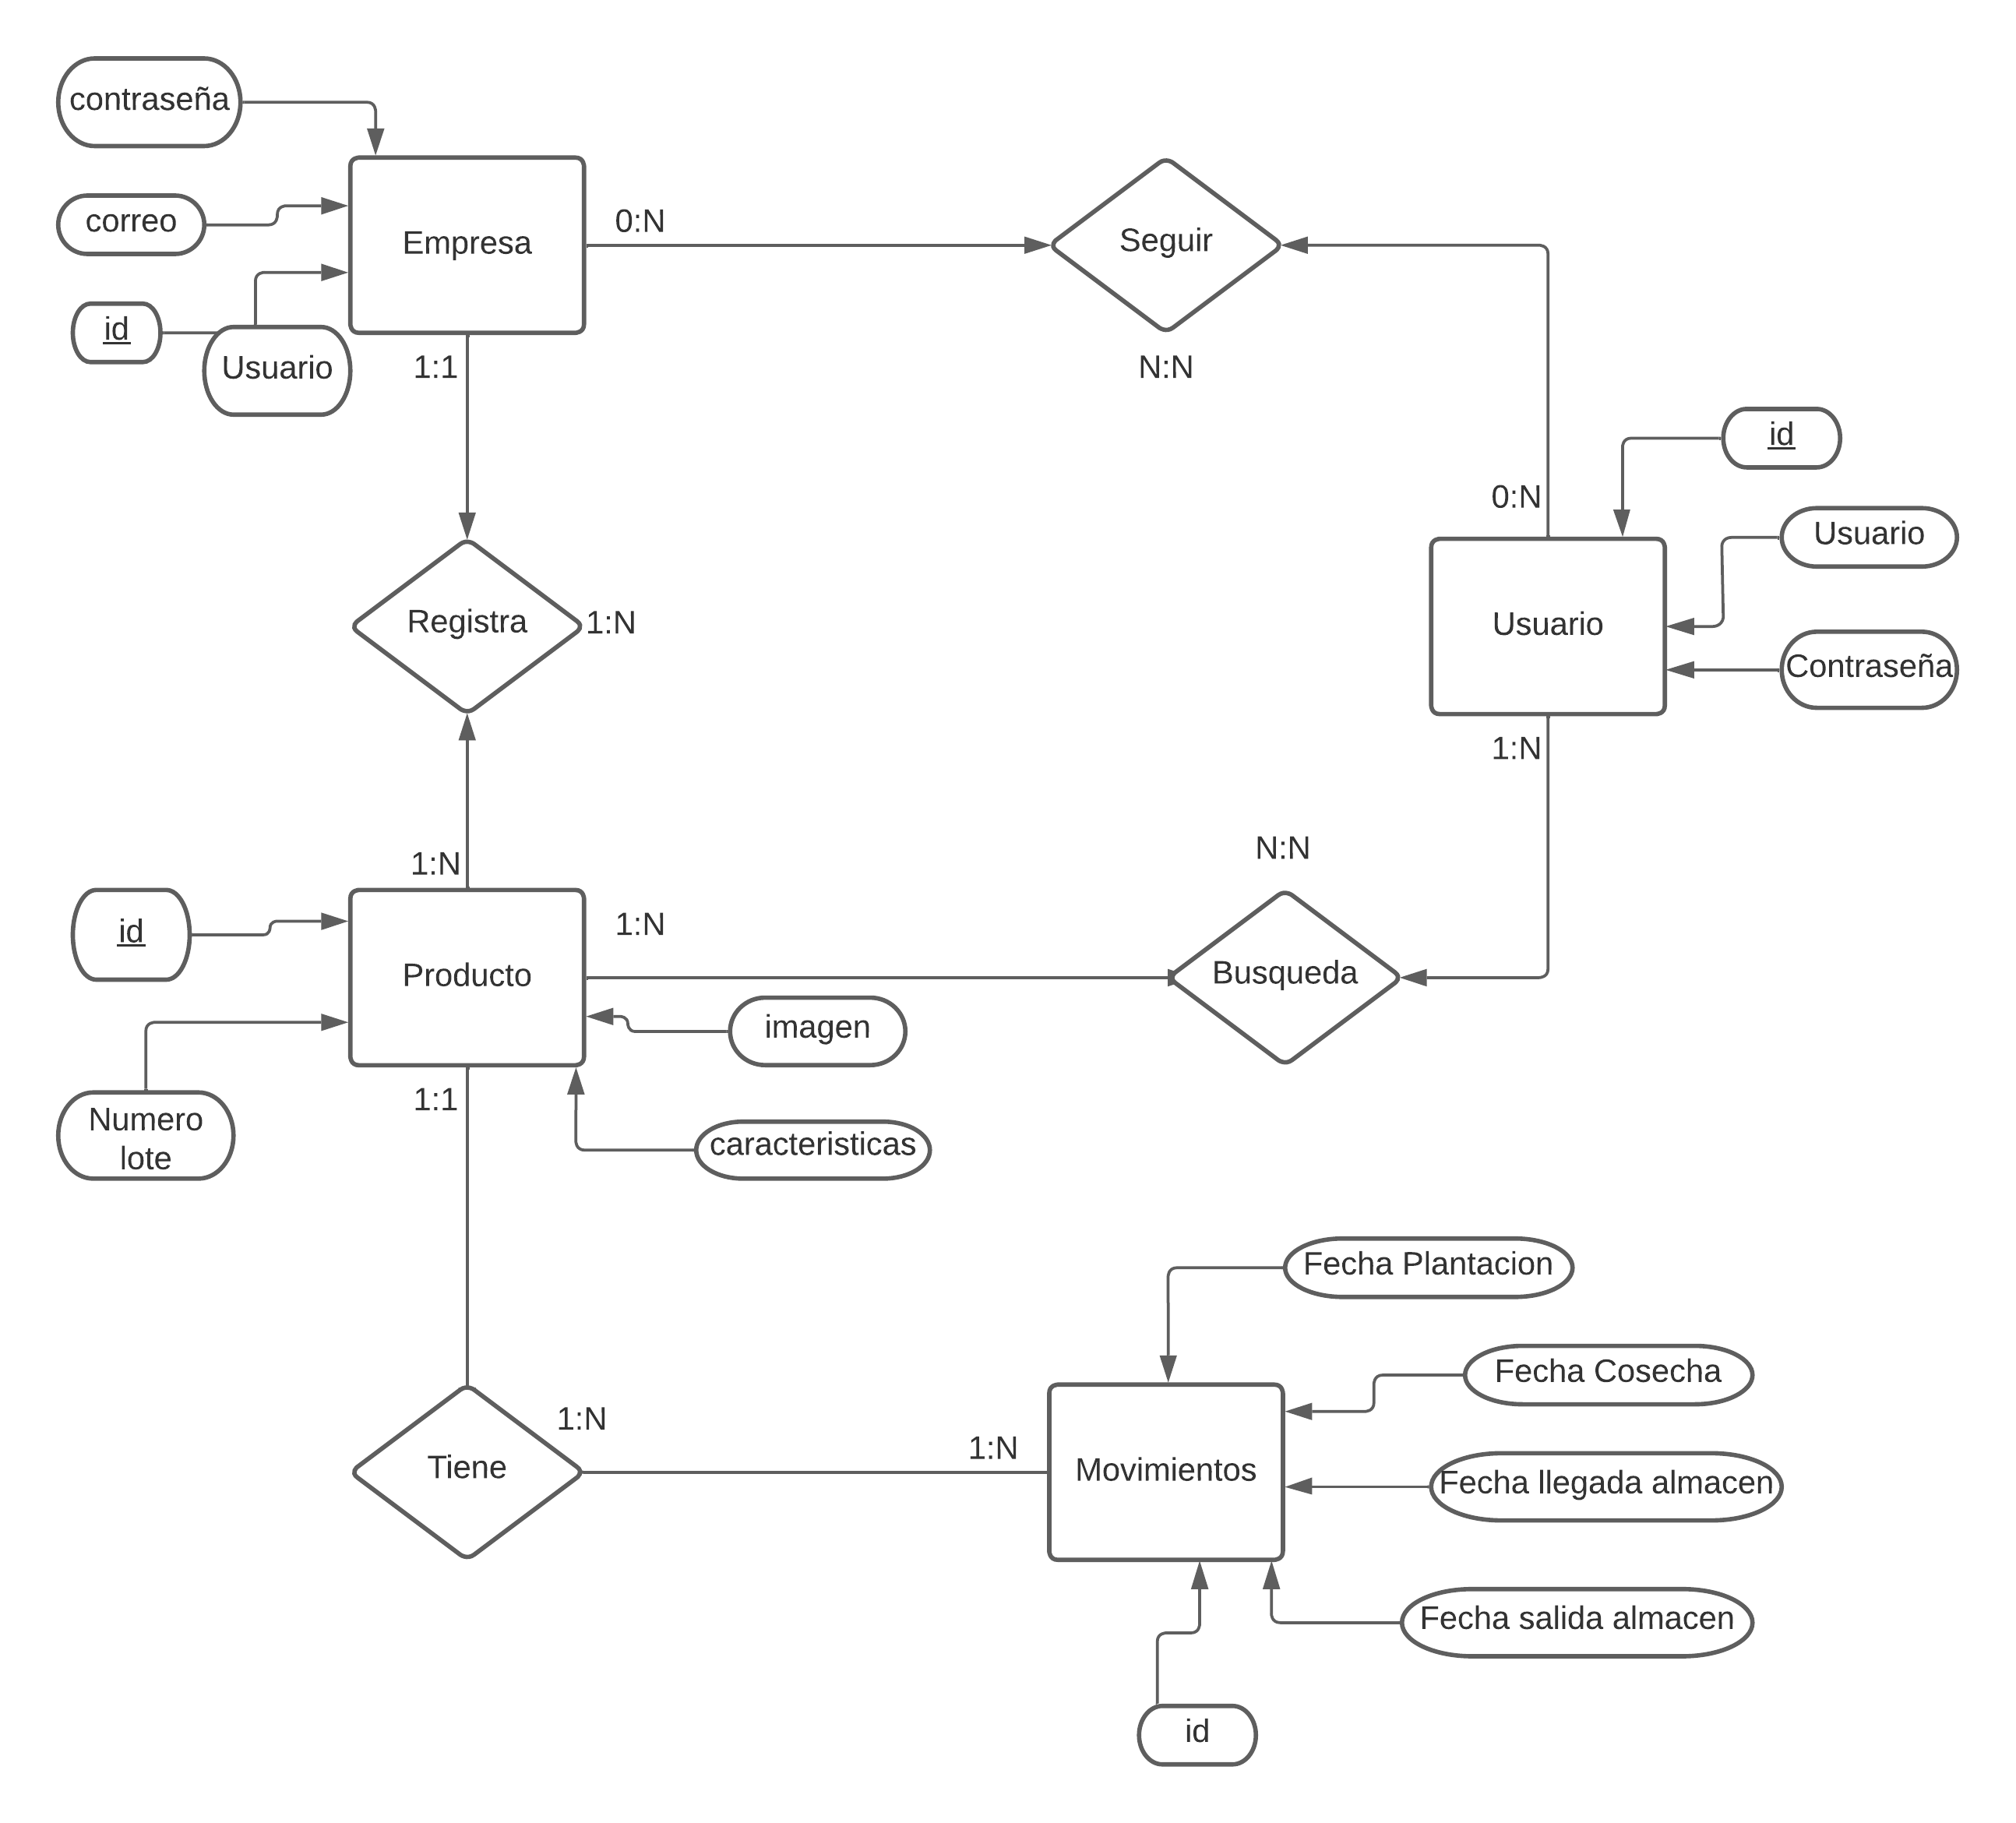 contraseña
correo
Empresa
0:N
Seguir
id
Usuario
1:1
N:N
id
0:N
Usuario
Registra
1:N
Usuario
Contraseña
1:N
N:N
1:N
id
1:N
Producto
Busqueda
imagen
1:1
Numero
lote
caracteristicas
Fecha Plantacion
Fecha Cosecha
1:N
1:N
Tiene
Movimientos
Fecha llegada almacen
Fecha salida almacen
id